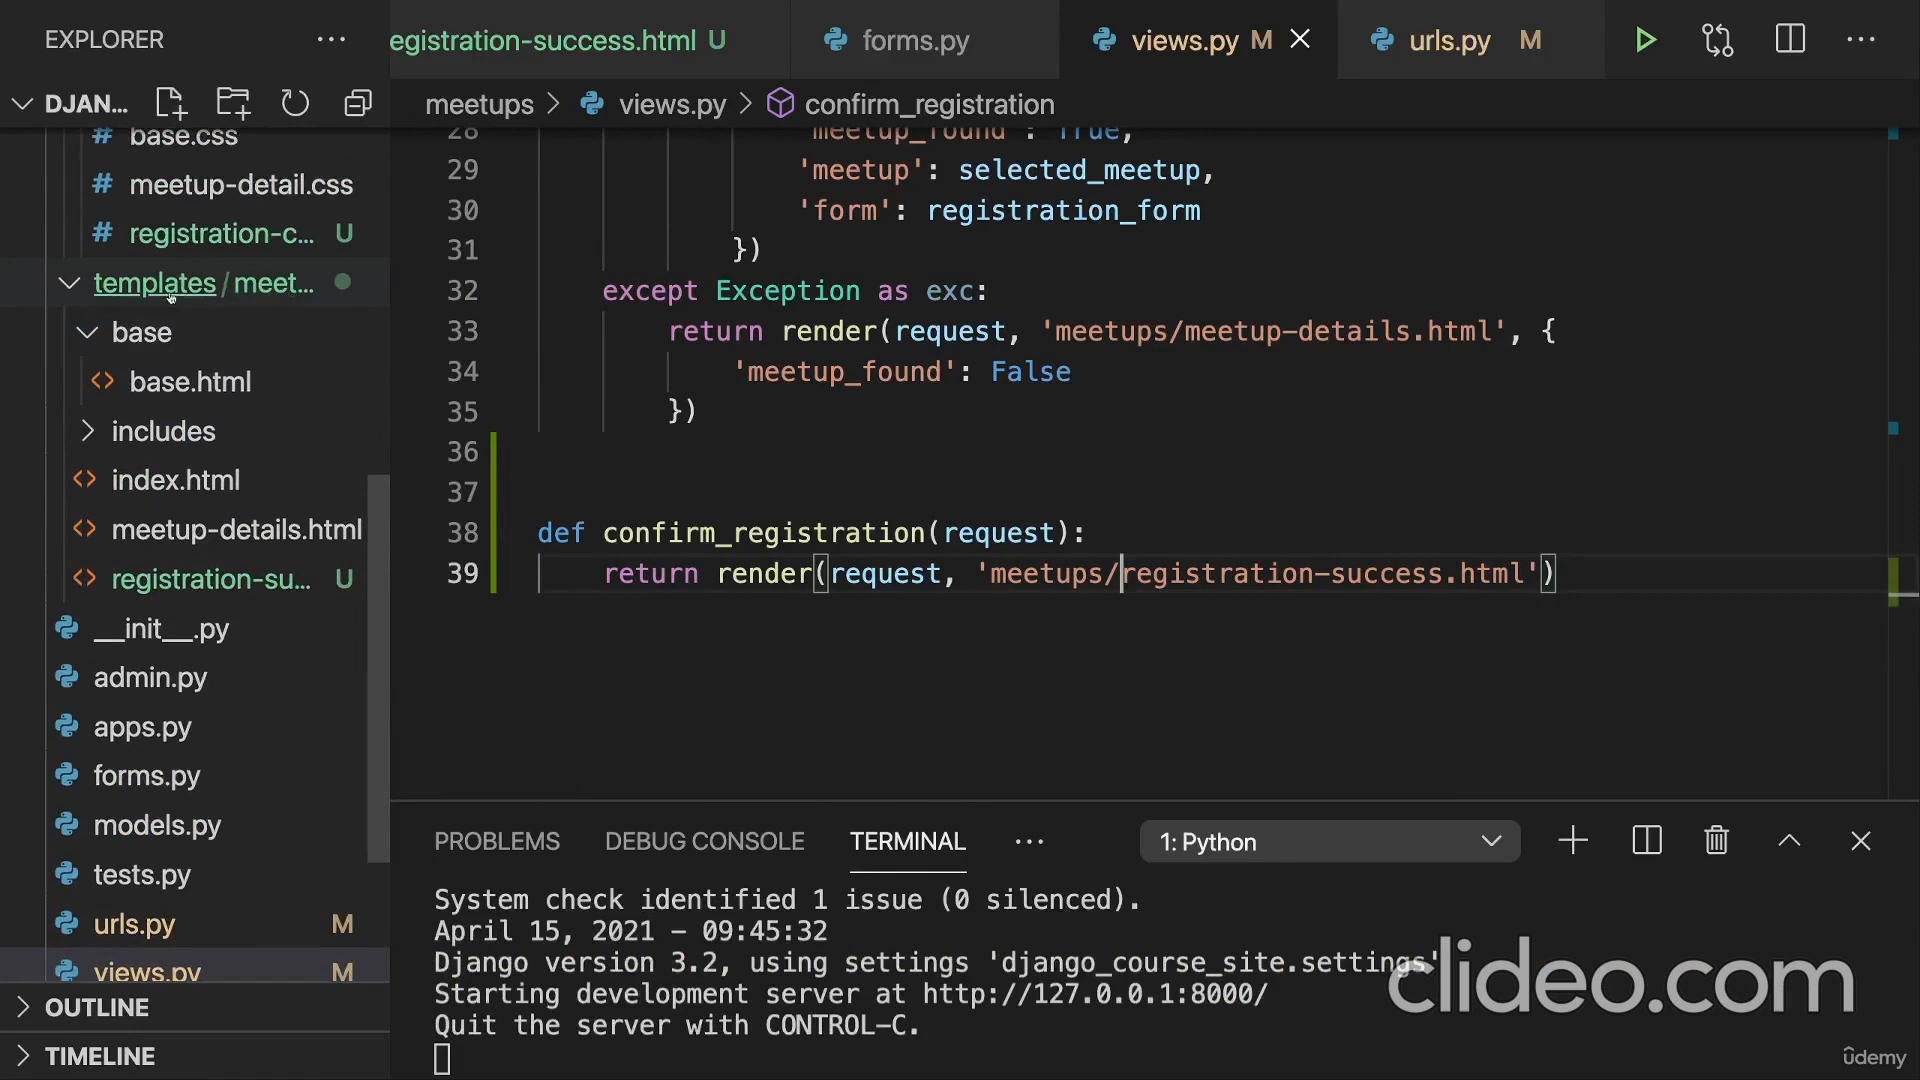 EXPLORER
egistration-success.html U
forms.py
views.py M
urls.py M
DJAN...
meetups > views.py > confirm_registration
base.css
meetup-detail.css
registration-c... U
templates / meet...
base
base.html
includes
index.html
meetup-details.html
registration-su... U
__init__.py
admin.py
apps.py
forms.py
models.py
tests.py
urls.py M
views.py M
OUTLINE
TIMELINE
28 'meetup_found': True,
29 'meetup': selected_meetup,
30 'form': registration_form
31 })
32 except Exception as exc:
33 return render(request, 'meetups/meetup-details.html', {
34 'meetup_found': False
35 })
36
37
38 def confirm_registration(request):
39 return render(request, 'meetups/registration-success.html')
PROBLEMS DEBUG CONSOLE TERMINAL 1: Python
System check identified 1 issue (0 silenced).
April 15, 2021 - 09:45:32
Django version 3.2, using settings 'django_course_site.settings'
Starting development server at http://127.0.0.1:8000/
Quit the server with CONTROL-C.
clideo.com
ûdemy